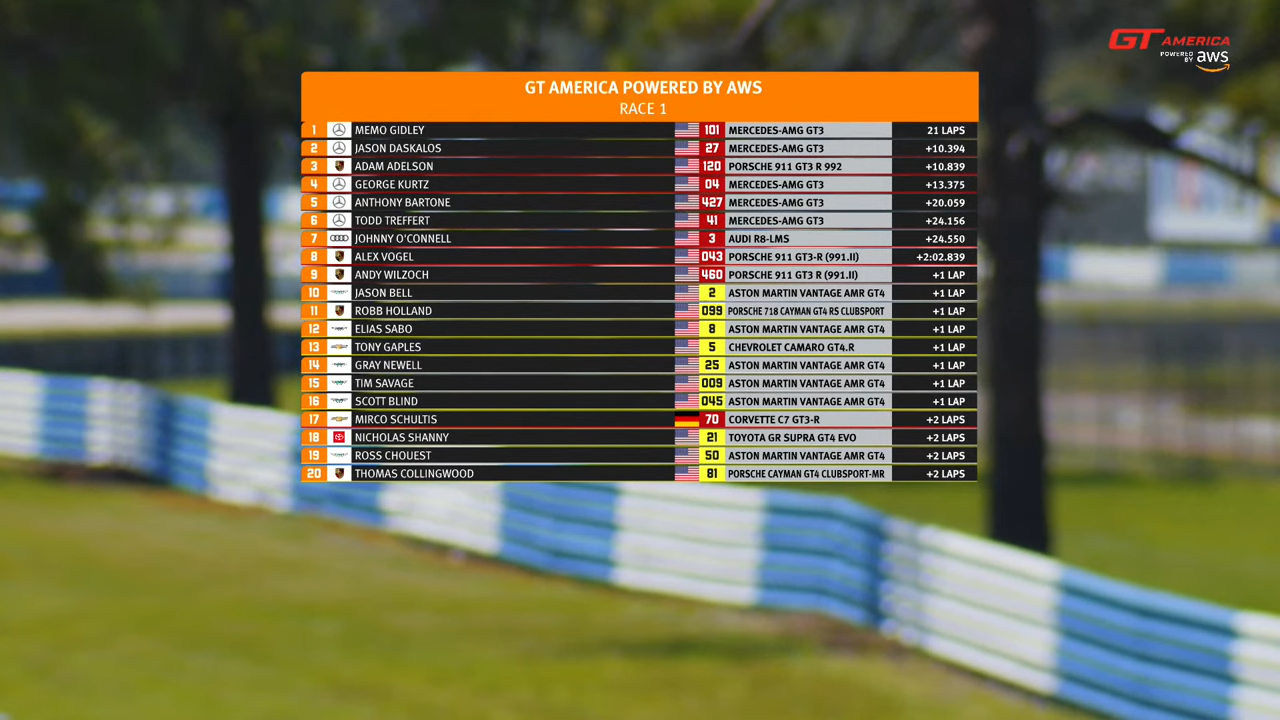 GT AMERICA
POWERED BY aws
GT AMERICA POWERED BY AWS
RACE 1
1 MEMO GIDLEY 101 MERCEDES-AMG GT3 21 LAPS
2 JASON DASKALOS 27 MERCEDES-AMG GT3 +10.394
3 ADAM ADELSON 120 PORSCHE 911 GT3 R 992 +10.839
4 GEORGE KURTZ 04 MERCEDES-AMG GT3 +13.375
5 ANTHONY BARTONE 427 MERCEDES-AMG GT3 +20.059
6 TODD TREFFERT 41 MERCEDES-AMG GT3 +24.156
7 JOHNNY O'CONNELL 3 AUDI R8-LMS +24.550
8 ALEX VOGEL 043 PORSCHE 911 GT3-R (991.II) +2:02.839
9 ANDY WILZOCH 460 PORSCHE 911 GT3 R (991.II) +1 LAP
10 JASON BELL 2 ASTON MARTIN VANTAGE AMR GT4 +1 LAP
11 ROBB HOLLAND 099 PORSCHE 718 CAYMAN GT4 RS CLUBSPORT +1 LAP
12 ELIAS SABO 8 ASTON MARTIN VANTAGE AMR GT4 +1 LAP
13 TONY GAPLES 5 CHEVROLET CAMARO GT4.R +1 LAP
14 GRAY NEWELL 25 ASTON MARTIN VANTAGE AMR GT4 +1 LAP
15 TIM SAVAGE 009 ASTON MARTIN VANTAGE AMR GT4 +1 LAP
16 SCOTT BLIND 045 ASTON MARTIN VANTAGE AMR GT4 +1 LAP
17 MIRCO SCHULTIS 70 CORVETTE C7 GT3-R +2 LAPS
18 NICHOLAS SHANNY 21 TOYOTA GR SUPRA GT4 EVO +2 LAPS
19 ROSS CHOUEST 50 ASTON MARTIN VANTAGE AMR GT4 +2 LAPS
20 THOMAS COLLINGWOOD 81 PORSCHE CAYMAN GT4 CLUBSPORT-MR +2 LAPS